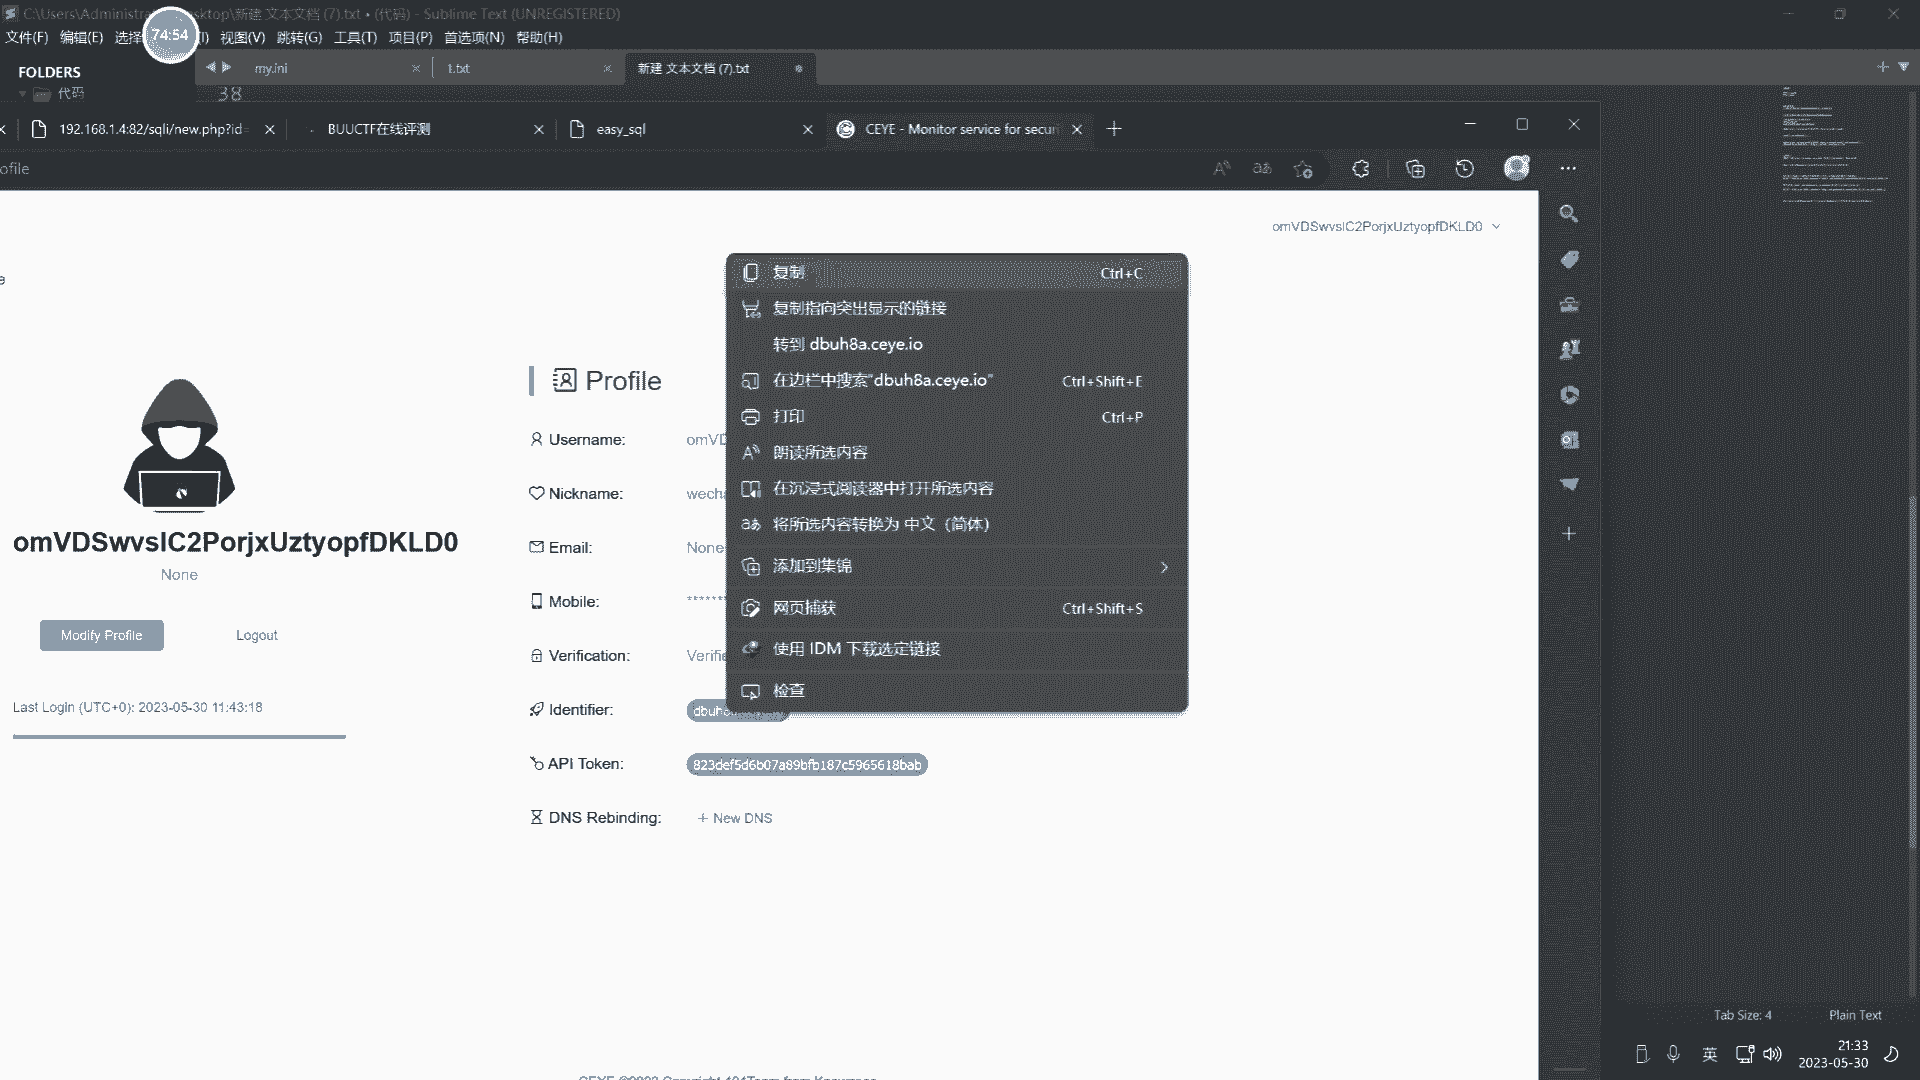 C:\Users\Administra
esktop\新建 文本文档 (7).txt • (代码) - Sublime Text (UNREGISTERED)
文件(F) 编辑(E) 选择
74:54
(I) 视图(V) 跳转(G) 工具(T) 项目(P) 首选项(N) 帮助(H)
FOLDERS
代码
my.ini
1.txt
新建 文本文档 (7).txt
38
192.168.1.4:82/sqli/new.php?id=
BUUCTF在线评测
easy_sql
CEYE - Monitor service for securi
ofile
omVDSwvsIC2PorjxUztyopfDKLD0
复制 Ctrl+C
复制指向突出显示的链接
转到 dbuh8a.ceye.io
在边栏中搜索"dbuh8a.ceye.io" Ctrl+Shift+E
打印 Ctrl+P
朗读所选内容
在沉浸式阅读器中打开所选内容
将所选内容转换为 中文 (简体)
添加到集锦
网页捕获 Ctrl+Shift+S
使用 IDM 下载选定链接
检查
omVDSwvsIC2PorjxUztyopfDKLD0
None
Modify Profile
Logout
Last Login (UTC+0): 2023-05-30 11:43:18
Profile
Username: omVD
Nickname: wecha
Email: None
Mobile: *******
Verification: Verifie
Identifier: dbuh
API Token: 823def5d6b07a89bfb187c5965618bab
DNS Rebinding: + New DNS
Tab Size: 4
Plain Text
英
21:33
2023-05-30